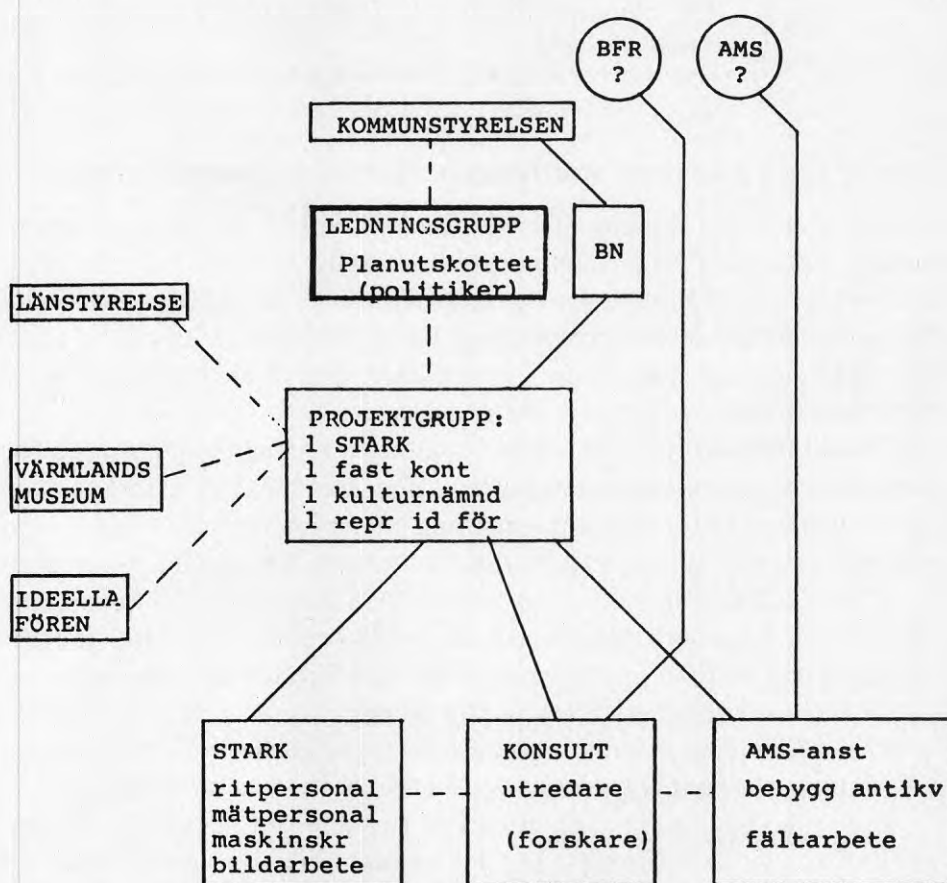 BFR
?
AMS
?
KOMMUNSTYRELSEN
LEDNINGSGRUPP
Planutskottet
(politiker)
BN
LÄNSTYRELSE
PROJEKTGRUPP:
1 STARK
1 fast kont
1 kulturnämnd
1 repr id för
VÄRMLANDS
MUSEUM
IDEELLA
FÖREN
STARK
ritpersonal
mätpersonal
maskinskr
bildarbete
KONSULT
utredare
(forskare)
AMS-anst
bebygg antikv
fältarbete